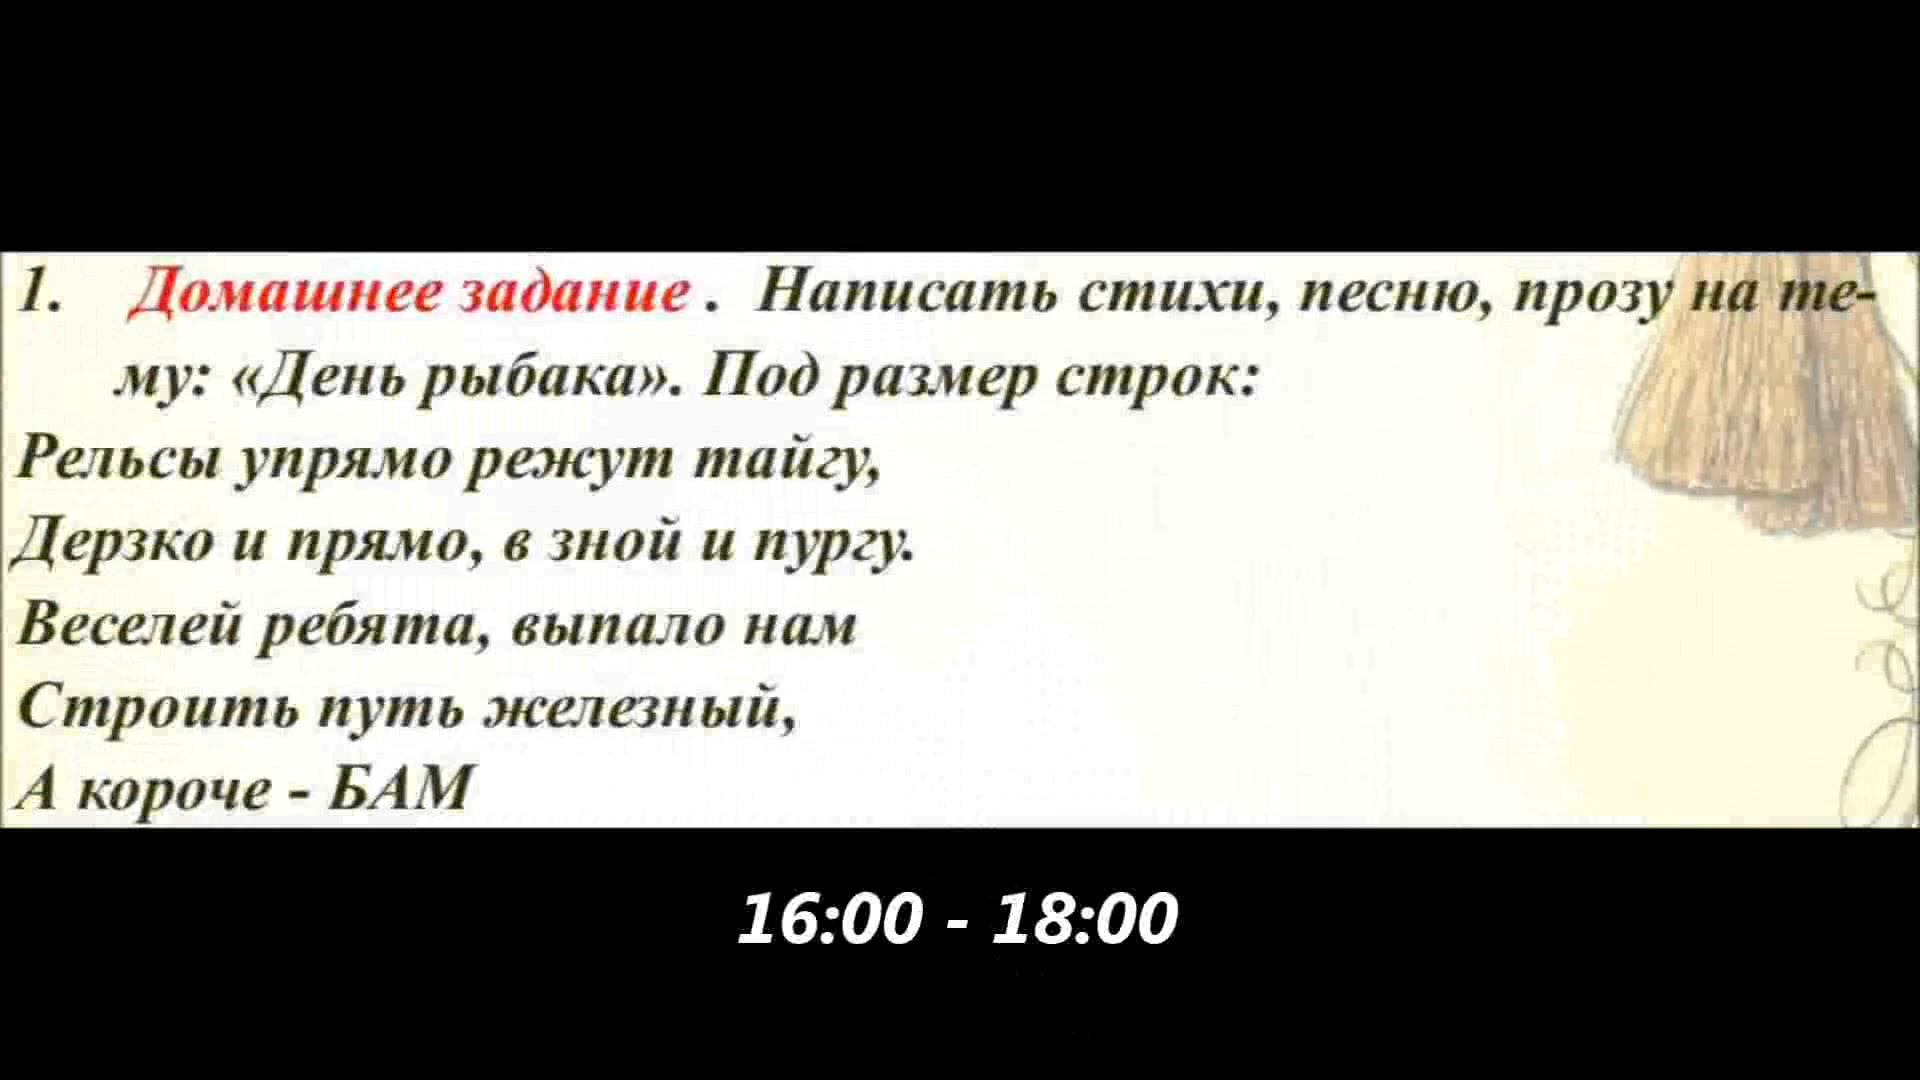 1. Домашнее задание . Написать стихи, песню, прозу на те-
му: «День рыбака». Под размер строк:
Рельсы упрямо режут тайгу,
Дерзко и прямо, в зной и пургу.
Веселей ребята, выпало нам
Строить путь железный,
А короче - БАМ
16:00 - 18:00